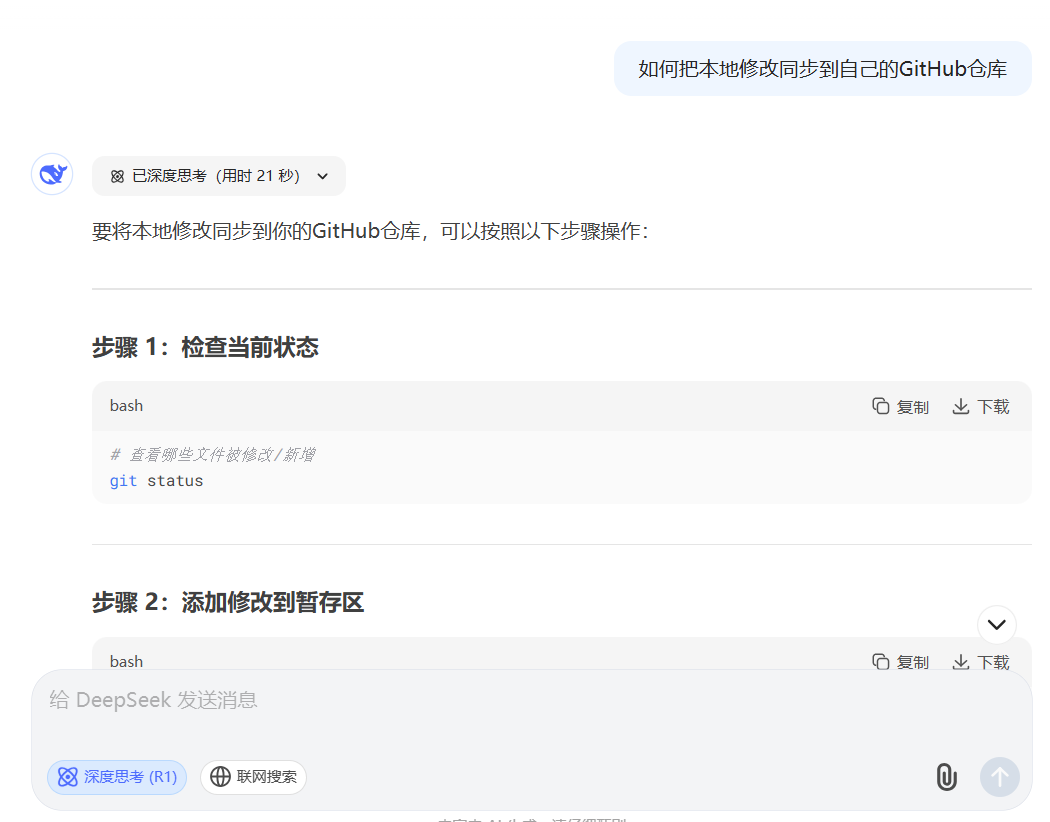 如何把本地修改同步到自己的GitHub仓库
已深度思考（用时 21 秒）
要将本地修改同步到你的GitHub仓库，可以按照以下步骤操作：
步骤 1：检查当前状态
bash 复制 下载
# 查看哪些文件被修改/新增
git status
步骤 2：添加修改到暂存区
bash 复制 下载
给 DeepSeek 发送消息
深度思考 (R1) 联网搜索